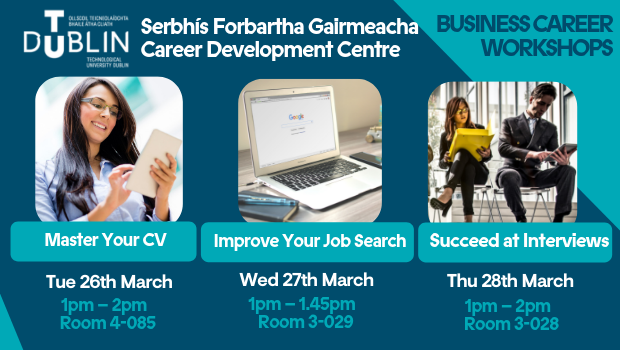 OLLSCOIL TEICNEOLAÍOCHTA
BHAILE ÁTHA CLIATH
TU
DUBLIN
TECHNOLOGICAL
UNIVERSITY DUBLIN
Serbhís Forbartha Gairmeacha
Career Development Centre
BUSINESS CAREER
WORKSHOPS
Google
Master Your CV
Improve Your Job Search
Succeed at Interviews
Tue 26th March
1pm – 2pm
Room 4-085
Wed 27th March
1pm – 1.45pm
Room 3-029
Thu 28th March
1pm – 2pm
Room 3-028